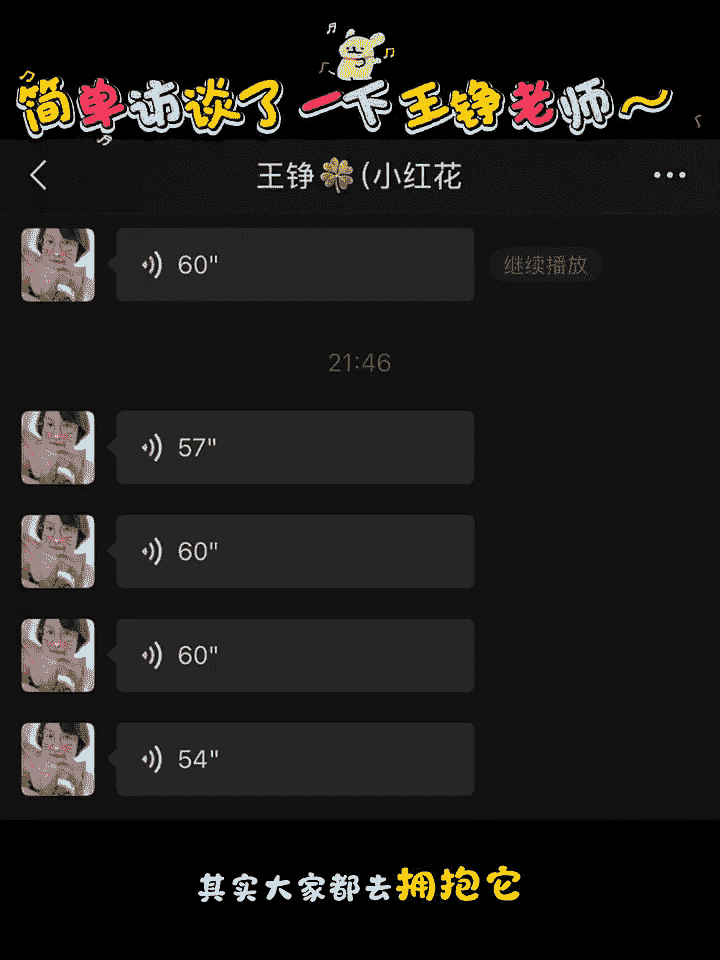 简单访谈了一下王铮老师～
王铮🍀(小红花
60"
继续播放
21:46
57"
60"
60"
54"
其实大家都去拥抱它